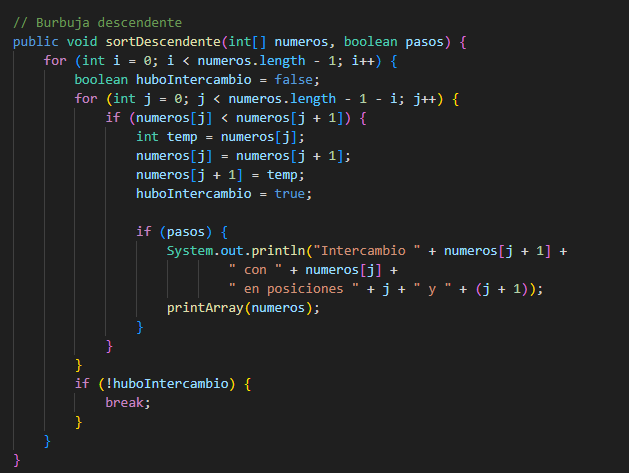 // Burbuja descendente
public void sortDescendente(int[] numeros, boolean pasos) {
    for (int i = 0; i < numeros.length - 1; i++) {
        boolean huboIntercambio = false;
        for (int j = 0; j < numeros.length - 1 - i; j++) {
            if (numeros[j] < numeros[j + 1]) {
                int temp = numeros[j];
                numeros[j] = numeros[j + 1];
                numeros[j + 1] = temp;
                huboIntercambio = true;

                if (pasos) {
                    System.out.println("Intercambio " + numeros[j + 1] +
                            " con " + numeros[j] +
                            " en posiciones " + j + " y " + (j + 1));
                    printArray(numeros);
                }
            }
        }
        if (!huboIntercambio) {
            break;
        }
    }
}